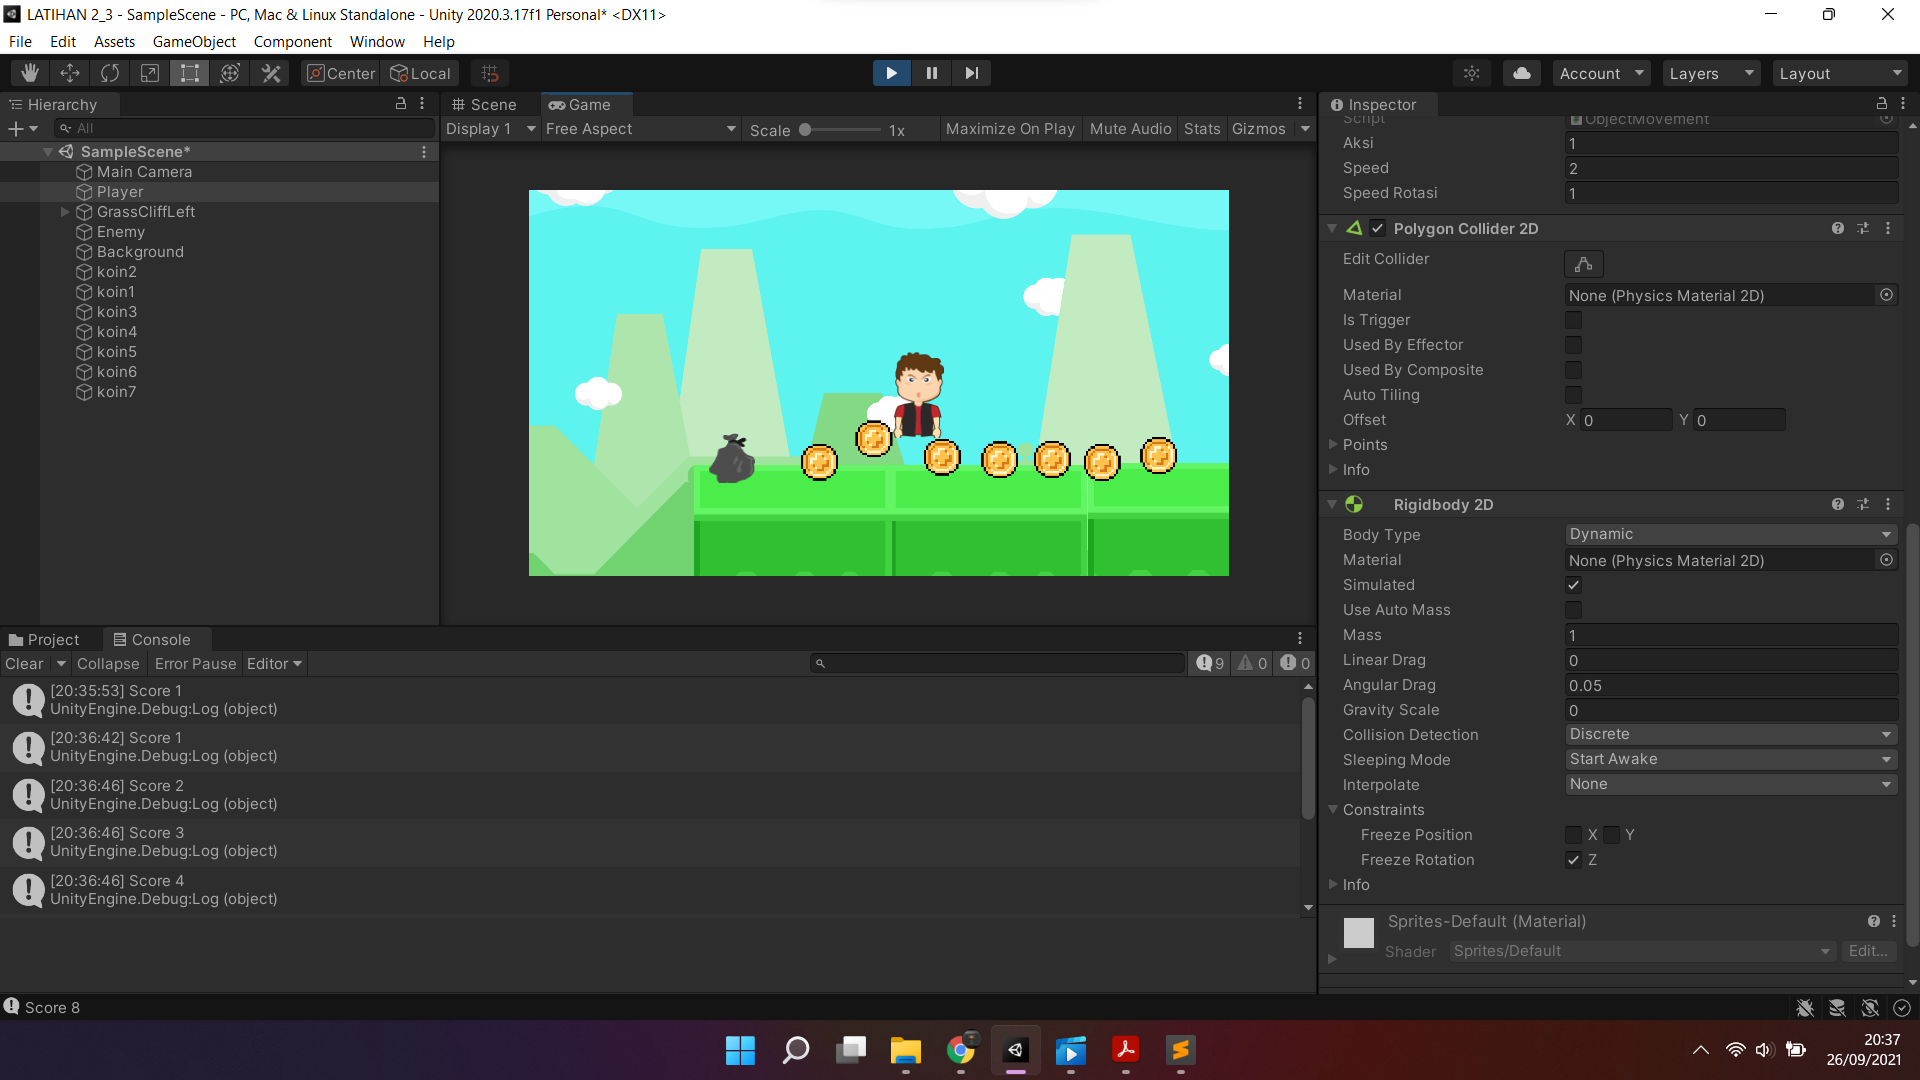 LATIHAN 2_3 - SampleScene - PC, Mac & Linux Standalone - Unity 2020.3.17f1 Personal* <DX11>
File Edit Assets GameObject Component Window Help
Center Local Account Layers Layout
Hierarchy
All
SampleScene*
Main Camera
Player
GrassCliffLeft
Enemy
Background
koin2
koin1
koin3
koin4
koin5
koin6
koin7
Scene Game
Display 1 Free Aspect Scale 1x Maximize On Play Mute Audio Stats Gizmos
Inspector
Script ObjectMovement
Aksi 1
Speed 2
Speed Rotasi 1
Polygon Collider 2D
Edit Collider
Material None (Physics Material 2D)
Is Trigger
Used By Effector
Used By Composite
Auto Tiling
Offset X 0 Y 0
Points
Info
Rigidbody 2D
Body Type Dynamic
Material None (Physics Material 2D)
Simulated
Use Auto Mass
Mass 1
Linear Drag 0
Angular Drag 0.05
Gravity Scale 0
Collision Detection Discrete
Sleeping Mode Start Awake
Interpolate None
Constraints
Freeze Position X Y
Freeze Rotation Z
Info
Sprites-Default (Material)
Shader Sprites/Default Edit...
Project Console
Clear Collapse Error Pause Editor 9 0 0
[20:35:53] Score 1
UnityEngine.Debug:Log (object)
[20:36:42] Score 1
UnityEngine.Debug:Log (object)
[20:36:46] Score 2
UnityEngine.Debug:Log (object)
[20:36:46] Score 3
UnityEngine.Debug:Log (object)
[20:36:46] Score 4
UnityEngine.Debug:Log (object)
Score 8
20:37
26/09/2021